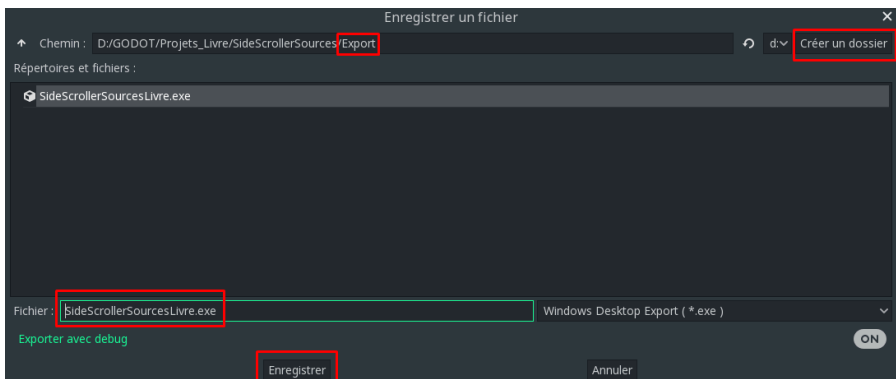 Enregistrer un fichier
Chemin : D:/GODOT/Projets_Livre/SideScrollerSources/Export d: Créer un dossier
Répertoires et fichiers :
SideScrollerSourcesLivre.exe
Fichier : SideScrollerSourcesLivre.exe Windows Desktop Export ( *.exe )
Exporter avec debug ON
Enregistrer Annuler